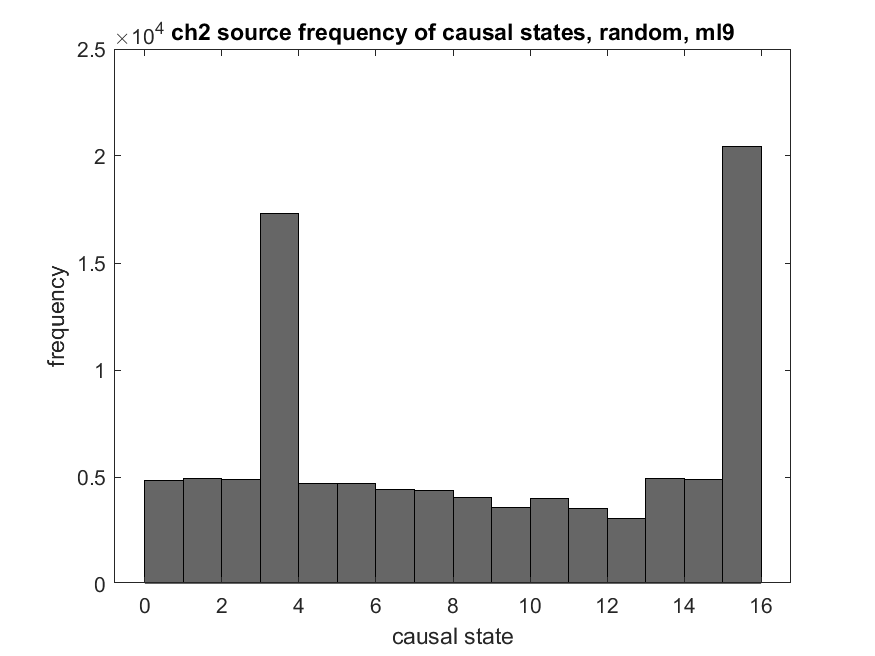 ×10⁴ ch2 source frequency of causal states, random, ml9
2.5
2
1.5
1
0.5
0
frequency
0 2 4 6 8 10 12 14 16
causal state